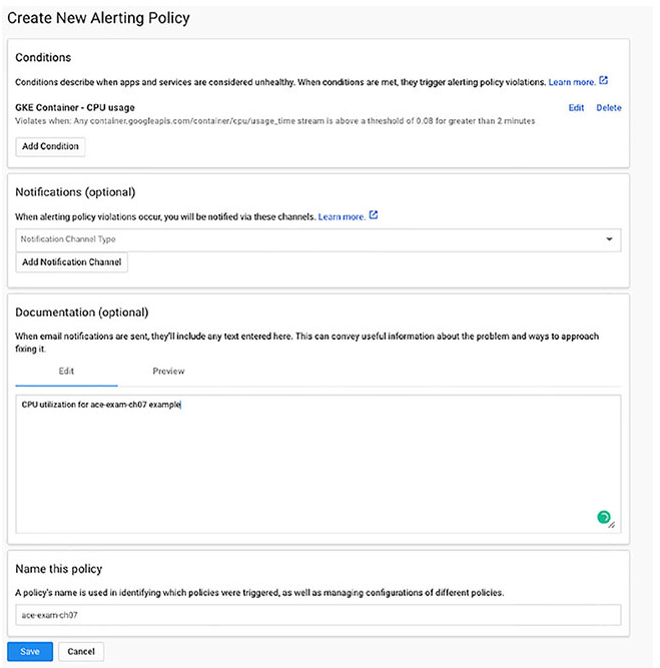 Create New Alerting Policy
Conditions
Conditions describe when apps and services are considered unhealthy. When conditions are met, they trigger alerting policy violations. Learn more.
GKE Container - CPU usage
Edit Delete
Violates when: Any container.googleapis.com/container/cpu/usage_time stream is above a threshold of 0.08 for greater than 2 minutes
Add Condition
Notifications (optional)
When alerting policy violations occur, you will be notified via these channels. Learn more.
Notification Channel Type
Add Notification Channel
Documentation (optional)
When email notifications are sent, they'll include any text entered here. This can convey useful information about the problem and ways to approach
fixing it.
Edit Preview
CPU utilization for ace-exam-ch07 example
Name this policy
A policy's name is used in identifying which policies were triggered, as well as managing configurations of different policies.
ace-exam-ch07
Save Cancel